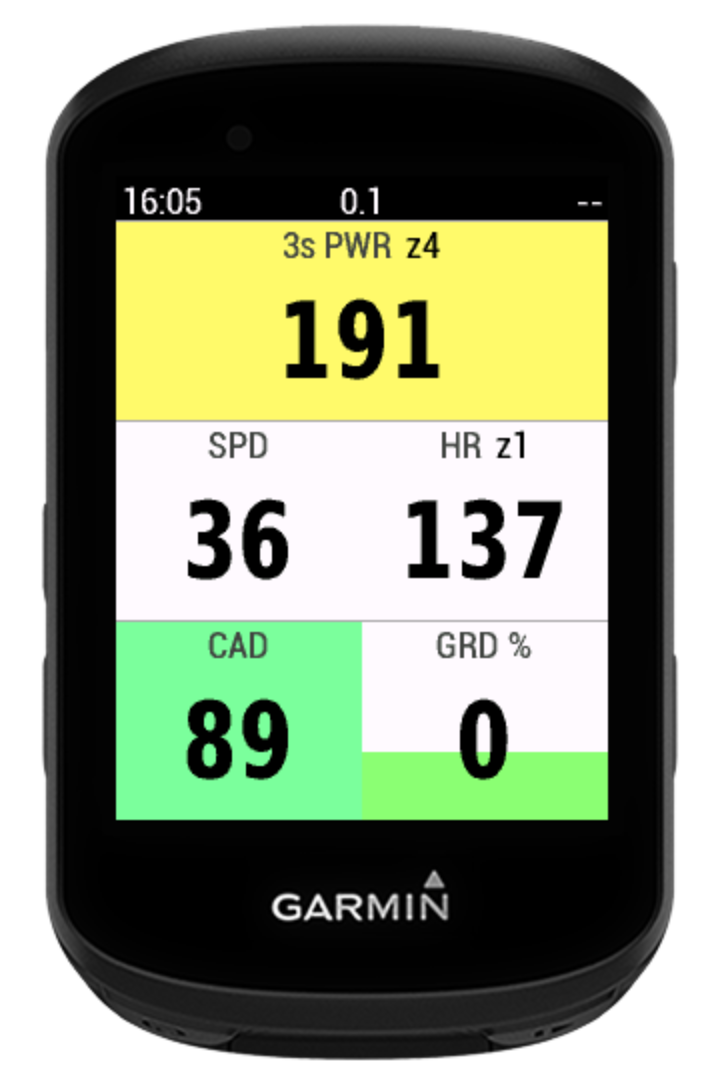 16:05 0.1 --
3s PWR z4
191
SPD HR z1
36 137
CAD GRD %
89 0
GARMIN